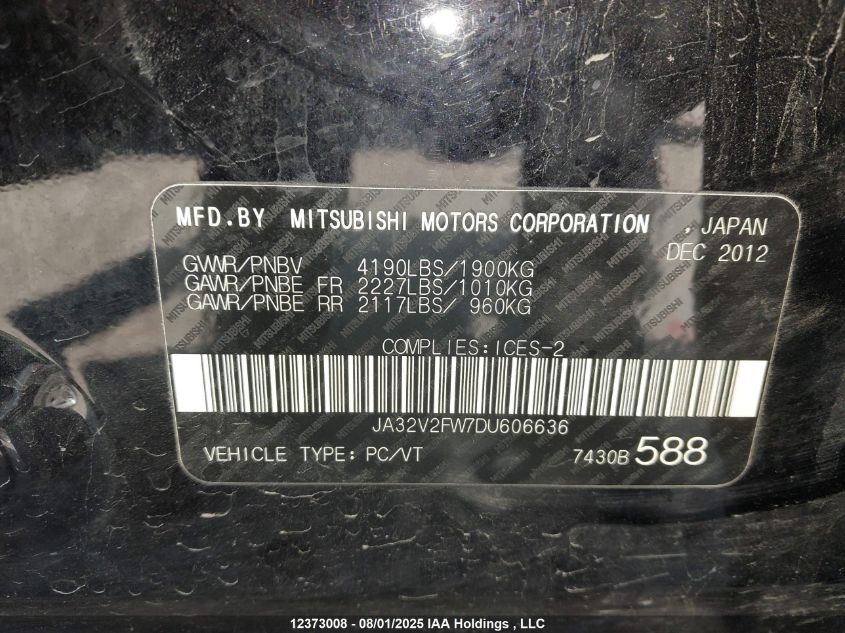 MFD.BY MITSUBISHI MOTORS CORPORATION , JAPAN
DEC 2012
GVWR/PNBV 4190LBS/1900KG
GAWR/PNBE FR 2227LBS/1010KG
GAWR/PNBE RR 2117LBS/ 960KG
COMPLIES:ICES-2
JA32V2FW7DU606636
VEHICLE TYPE: PC/VT 7430B 588
12373008 - 08/01/2025 IAA Holdings , LLC